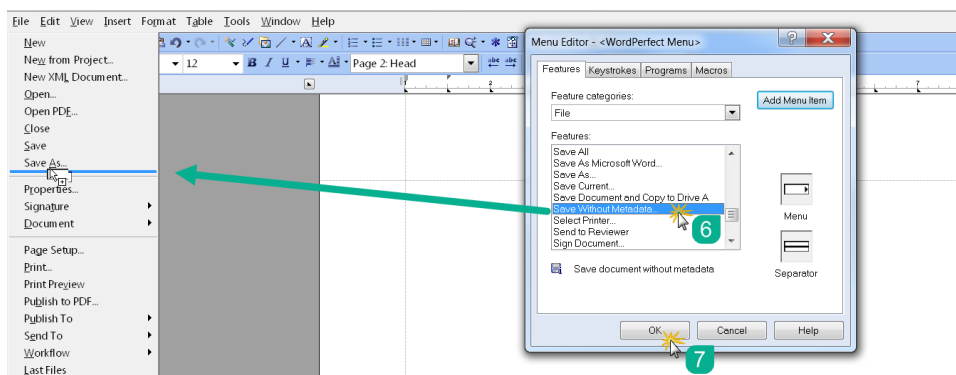 File Edit View Insert Format Table Tools Window Help
New
New from Project...
New XML Document...
Open...
Open PDF...
Close
Save
Save As...
Properties...
Signature
Document
Page Setup...
Print...
Print Preview
Publish to PDF...
Publish To
Send To
Workflow
Last Files
12 B I U Page 2: Head abc abc
2
7
Menu Editor - <WordPerfect Menu>
Features Keystrokes Programs Macros
Feature categories:
File
Add Menu Item
Features:
Save All
Save As Microsoft Word...
Save As...
Save Current...
Save Document and Copy to Drive A
Save Without Metadata...
Select Printer...
Send to Reviewer
Sign Document...
6
Menu
Separator
Save document without metadata
OK Cancel Help
7